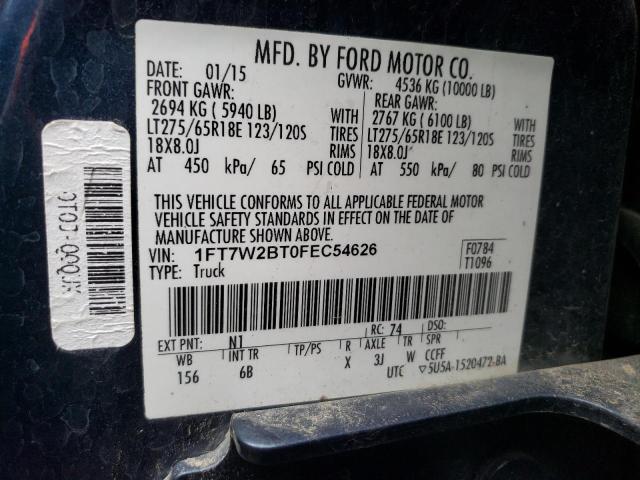 MFD. BY FORD MOTOR CO.
DATE: 01/15 GVWR: 4536 KG (10000 LB)
FRONT GAWR: REAR GAWR:
2694 KG ( 5940 LB) WITH 2767 KG ( 6100 LB) WITH
LT275/65R18E 123/120S TIRES LT275/65R18E 123/120S TIRES
18X8.0J RIMS 18X8.0J RIMS
AT 450 kPa/ 65 PSI COLD AT 550 kPa/ 80 PSI COLD
THIS VEHICLE CONFORMS TO ALL APPLICABLE FEDERAL MOTOR
VEHICLE SAFETY STANDARDS IN EFFECT ON THE DATE OF
MANUFACTURE SHOWN ABOVE.
VIN: 1FT7W2BT0FEC54626 F0784
TYPE: Truck T1096
EXT PNT: N1 RC: 74 DSO:
WB INT TR TP/PS R AXLE TR SPR
156 6B X 3J W CCFF
UTC ▽5U5A-1520472-BA